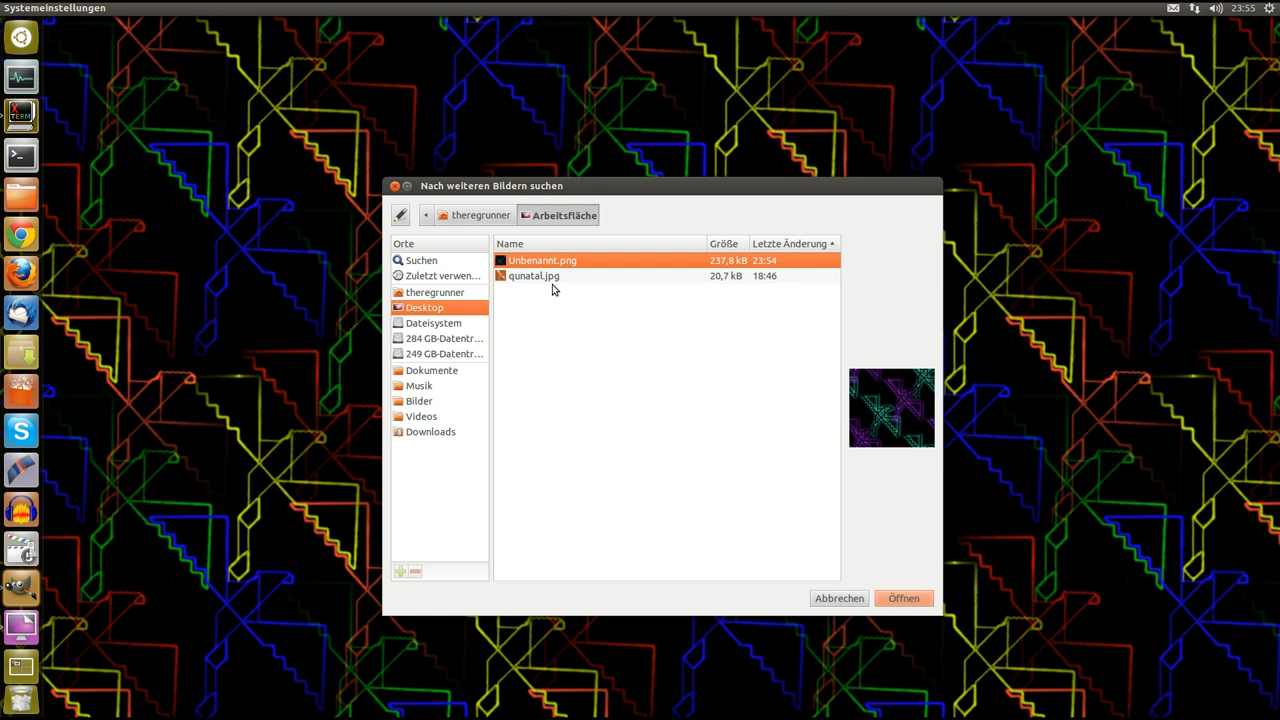 Systemeinstellungen
23:55
Nach weiteren Bildern suchen
theregrunner
Arbeitsfläche
Orte
Name
Größe
Letzte Änderung
Suchen
Unbenannt.png
237,8 kB
23:54
Zuletzt verwen...
qunatal.jpg
20,7 kB
18:46
theregrunner
Desktop
Dateisystem
284 GB-Datentr...
249 GB-Datentr...
Dokumente
Musik
Bilder
Videos
Downloads
Abbrechen
Öffnen
X
TERM
>_
S